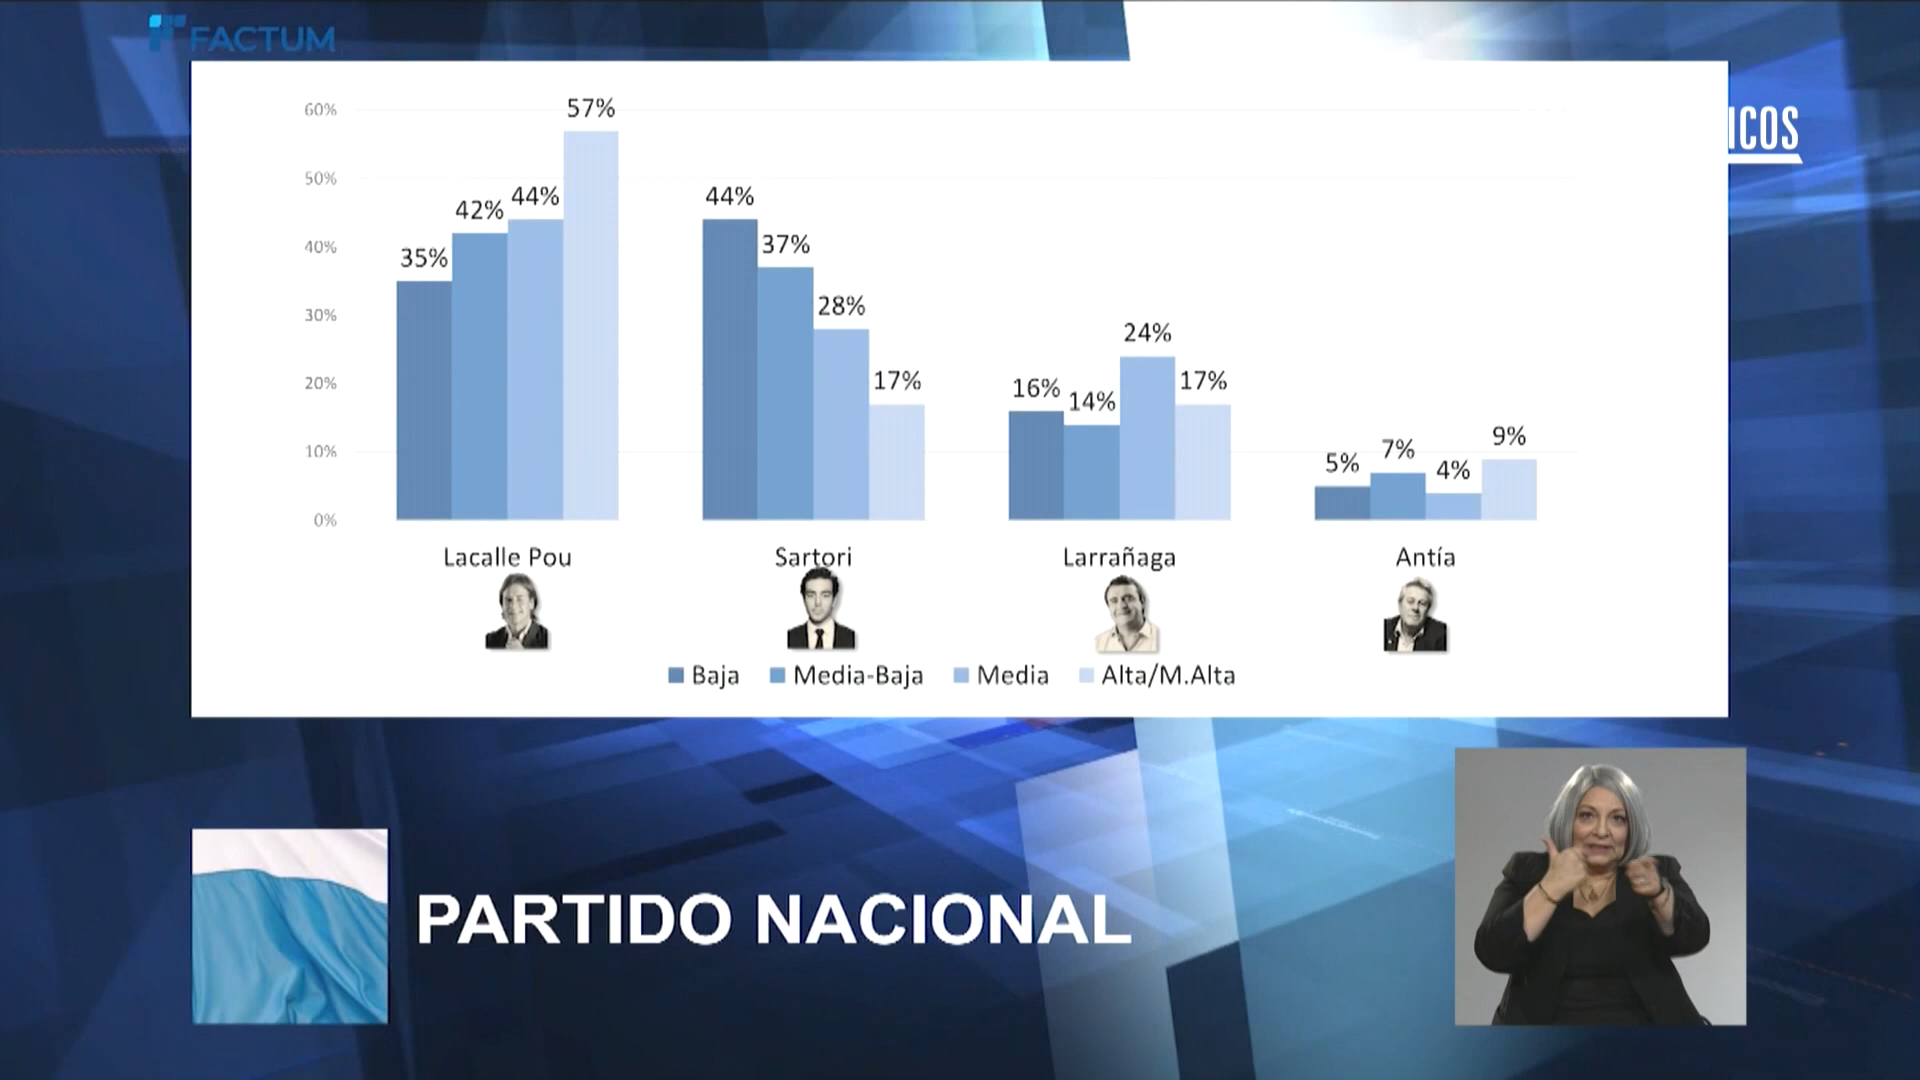 FACTUM
ICOS
60%
50%
40%
30%
20%
10%
0%
35%
42%
44%
57%
44%
37%
28%
17%
16%
14%
24%
17%
5%
7%
4%
9%
Lacalle Pou
Sartori
Larrañaga
Antía
Baja
Media-Baja
Media
Alta/M.Alta
PARTIDO NACIONAL